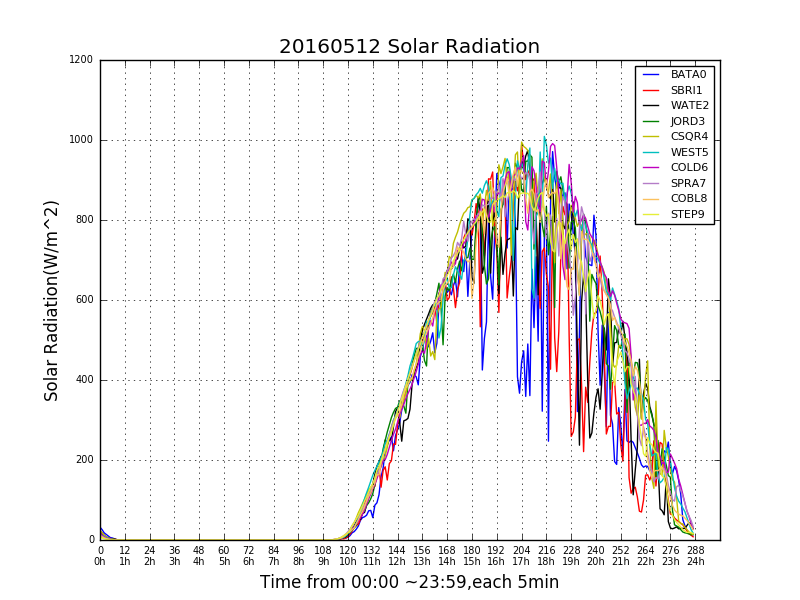 20160512 Solar Radiation
1200
1000
800
600
400
200
0
Solar Radiation(W/m^2)
BATA0
SBRI1
WATE2
JORD3
CSQR4
WEST5
COLD6
SPRA7
COBL8
STEP9
0 12 24 36 48 60 72 84 96 108 120 132 144 156 168 180 192 204 216 228 240 252 264 276 288
0h 1h 2h 3h 4h 5h 6h 7h 8h 9h 10h 11h 12h 13h 14h 15h 16h 17h 18h 19h 20h 21h 22h 23h 24h
Time from 00:00 ~23:59,each 5min